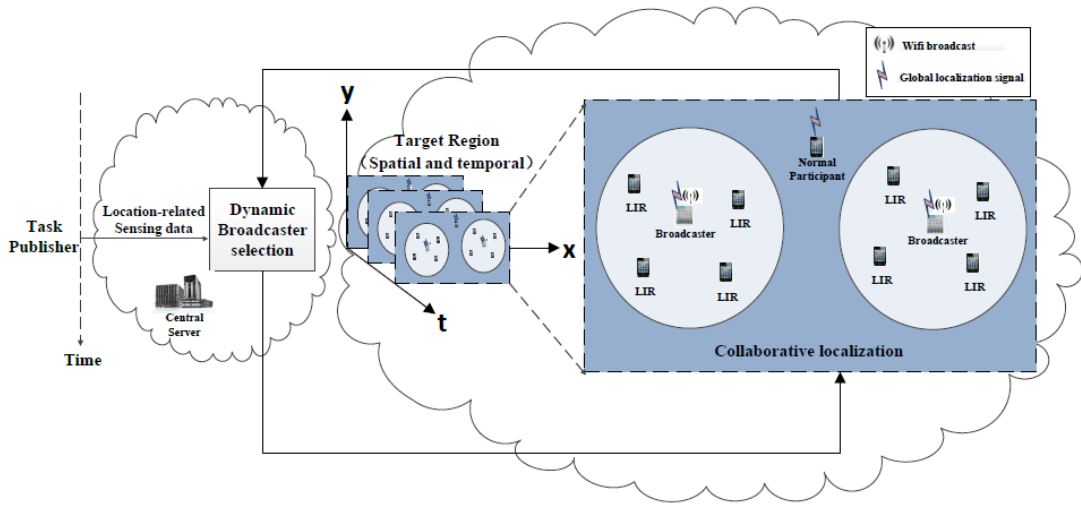 Wifi broadcast
Global localization signal
y
Target Region
（Spatial and temporal）
Normal
Participant
LIR
LIR
LIR
LIR
Broadcaster
Broadcaster
LIR
LIR
LIR
LIR
Task
Publisher
Location-related
Sensing data
Dynamic
Broadcaster
selection
x
Central
Server
t
Time
Collaborative localization